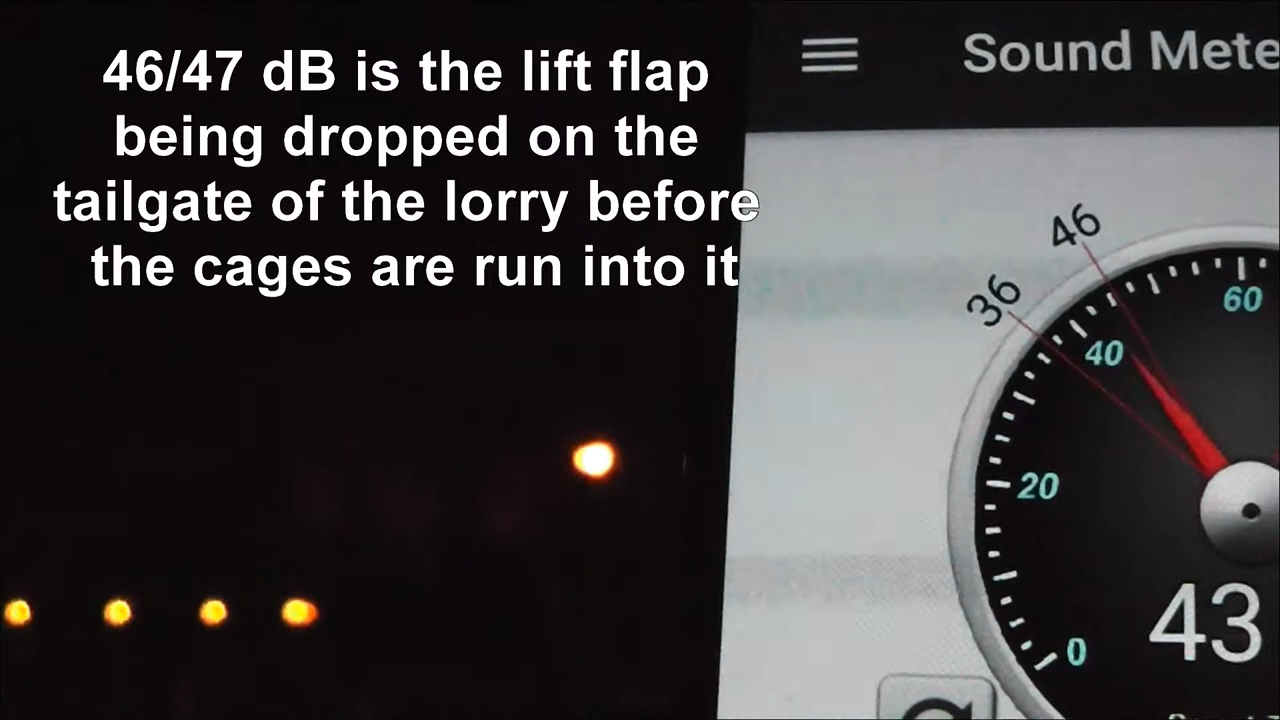 46/47 dB is the lift flap
being dropped on the
tailgate of the lorry before
the cages are run into it
Sound Mete
46
36
60
40
20
0
43